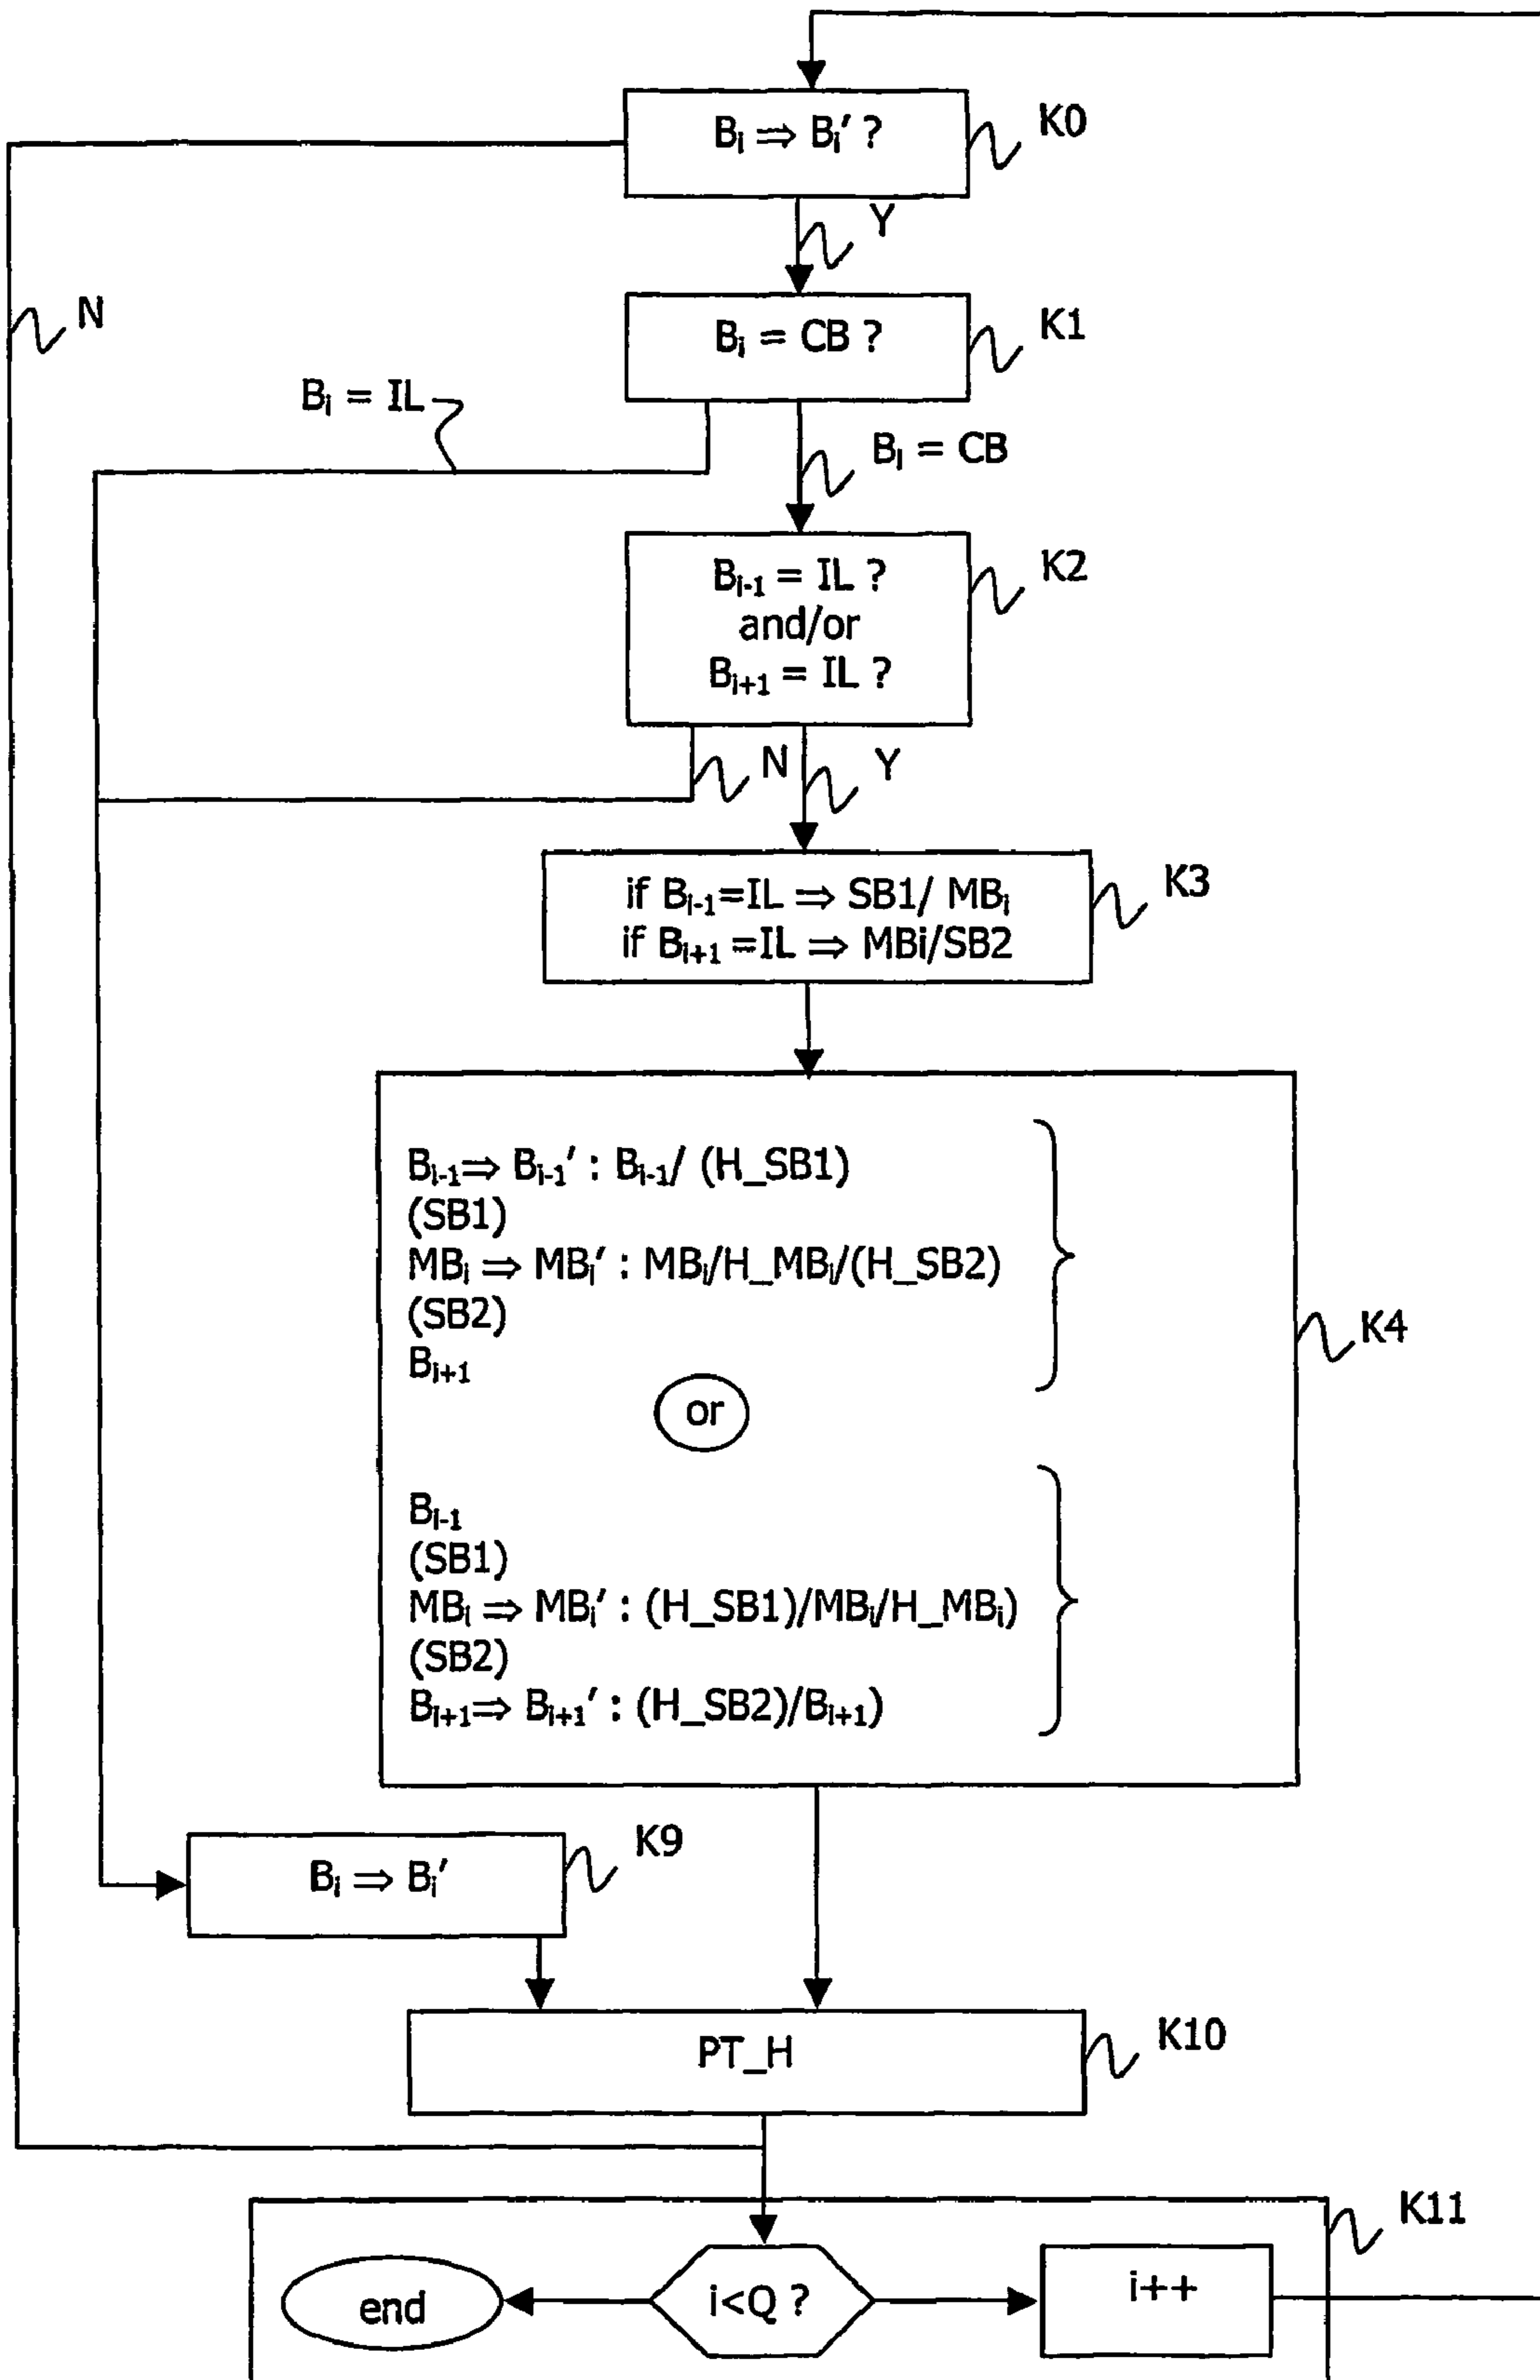 Bᵢ ⇒ Bᵢ′ ?
K0
Y
N
Bᵢ = CB ?
K1
Bᵢ = IL
Bᵢ = CB
Bᵢ₋₁ = IL ?
and/or
Bᵢ₊₁ = IL ?
K2
N
Y
if Bᵢ₋₁=IL ⇒ SB1/ MBᵢ
if Bᵢ₊₁ =IL ⇒ MBi/SB2
K3
Bᵢ₋₁⇒ Bᵢ₋₁′ : Bᵢ₋₁/ (H_SB1)
(SB1)
MBᵢ ⇒ MBᵢ′ : MBᵢ/H_MBᵢ/(H_SB2)
(SB2)
Bᵢ₊₁
or
K4
Bᵢ₋₁
(SB1)
MBᵢ ⇒ MBᵢ′ : (H_SB1)/MBᵢ/H_MBᵢ)
(SB2)
Bᵢ₊₁⇒ Bᵢ₊₁′ : (H_SB2)/Bᵢ₊₁)
Bᵢ ⇒ Bᵢ′
K9
PT_H
K10
K11
end
i<Q ?
i++